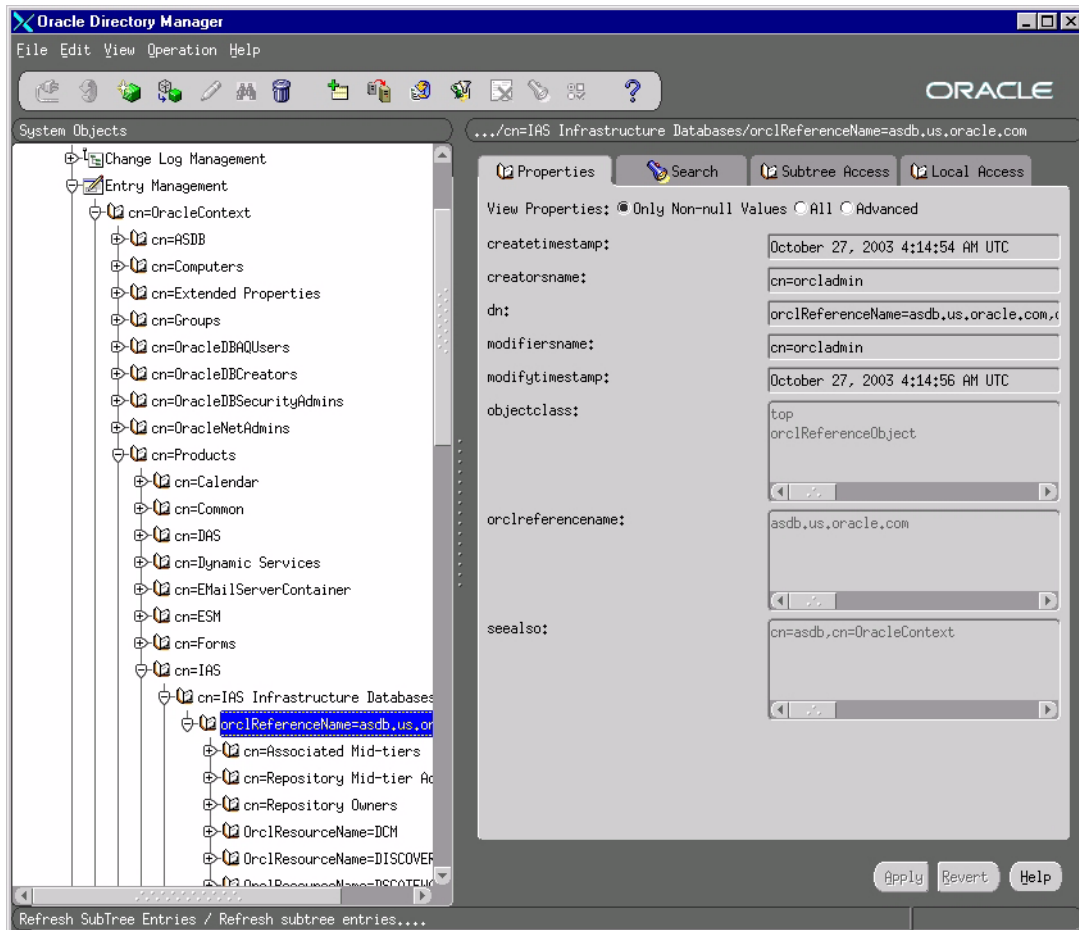 Oracle Directory Manager
File Edit View Operation Help
ORACLE
System Objects
.../cn=IAS Infrastructure Databases/orclReferenceName=asdb.us.oracle.com
Change Log Management
Entry Management
cn=OracleContext
cn=ASDB
cn=Computers
cn=Extended Properties
cn=Groups
cn=OracleDBAQUsers
cn=OracleDBCreators
cn=OracleDBSecurityAdmins
cn=OracleNetAdmins
cn=Products
cn=Calendar
cn=Common
cn=DAS
cn=Dynamic Services
cn=EMailServerContainer
cn=ESM
cn=Forms
cn=IAS
cn=IAS Infrastructure Databases
orclReferenceName=asdb.us.or
cn=Associated Mid-tiers
cn=Repository Mid-tier Ac
cn=Repository Owners
OrclResourceName=DCM
OrclResourceName=DISCOVER
Properties Search Subtree Access Local Access
View Properties: Only Non-null Values All Advanced
createtimestamp: October 27, 2003 4:14:54 AM UTC
creatorsname: cn=orcladmin
dn: orclReferenceName=asdb.us.oracle.com,c
modifiersname: cn=orcladmin
modifytimestamp: October 27, 2003 4:14:56 AM UTC
objectclass: top
orclReferenceObject
orclreferencename: asdb.us.oracle.com
seealso: cn=asdb,cn=OracleContext
Apply Revert Help
Refresh SubTree Entries / Refresh subtree entries....